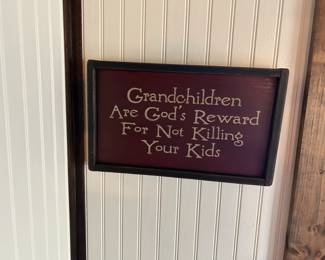 Grandchildren
Are God's Reward
For Not Killing
Your Kids